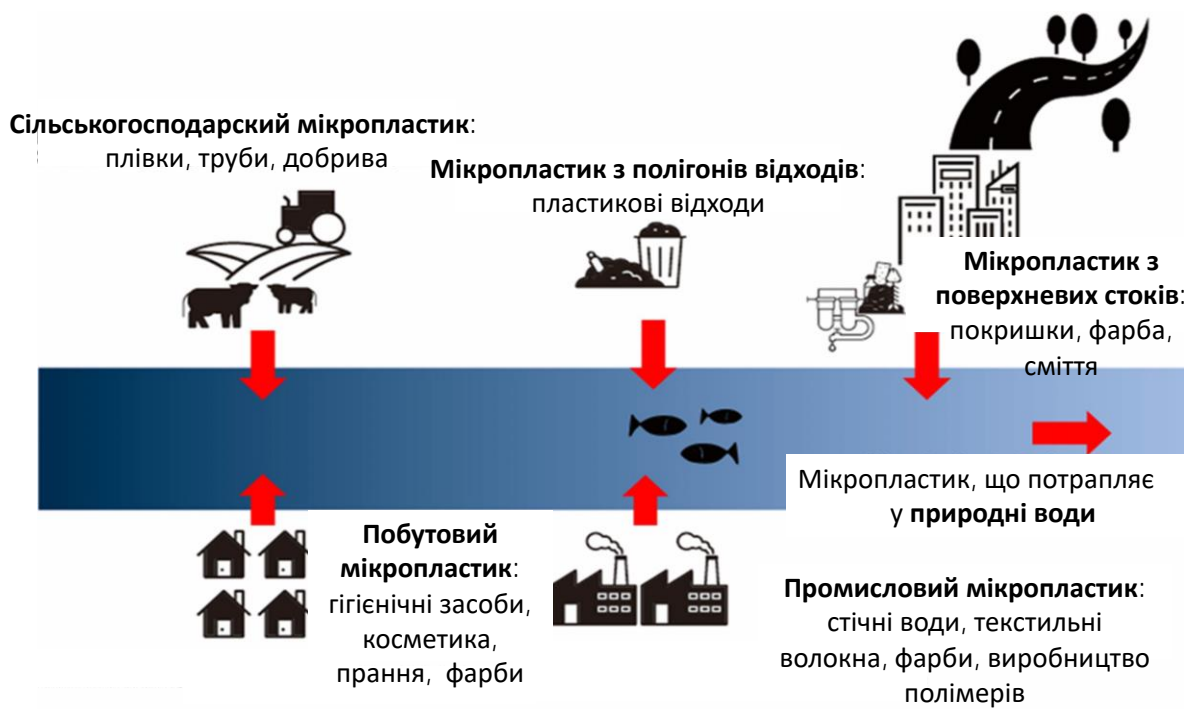 Сільськогосподарский мікропластик:
плівки, труби, добрива
Мікропластик з полігонів відходів:
пластикові відходи
Мікропластик з
поверхневих стоків:
покришки, фарба,
сміття
Мікропластик, що потрапляє
у природні води
Побутовий
мікропластик:
гігієнічні засоби,
косметика,
прання, фарби
Промисловий мікропластик:
стічні води, текстильні
волокна, фарби, виробництво
полімерів